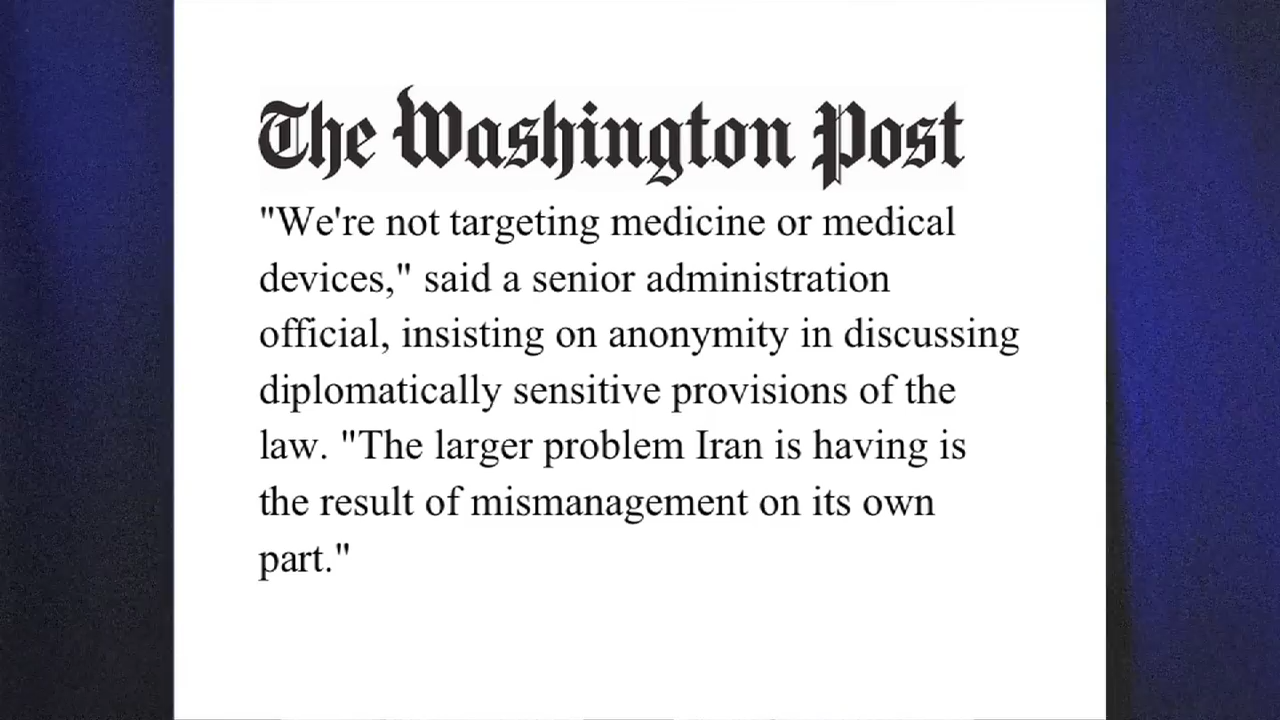 The Washington Post
"We're not targeting medicine or medical
devices," said a senior administration
official, insisting on anonymity in discussing
diplomatically sensitive provisions of the
law. "The larger problem Iran is having is
the result of mismanagement on its own
part."